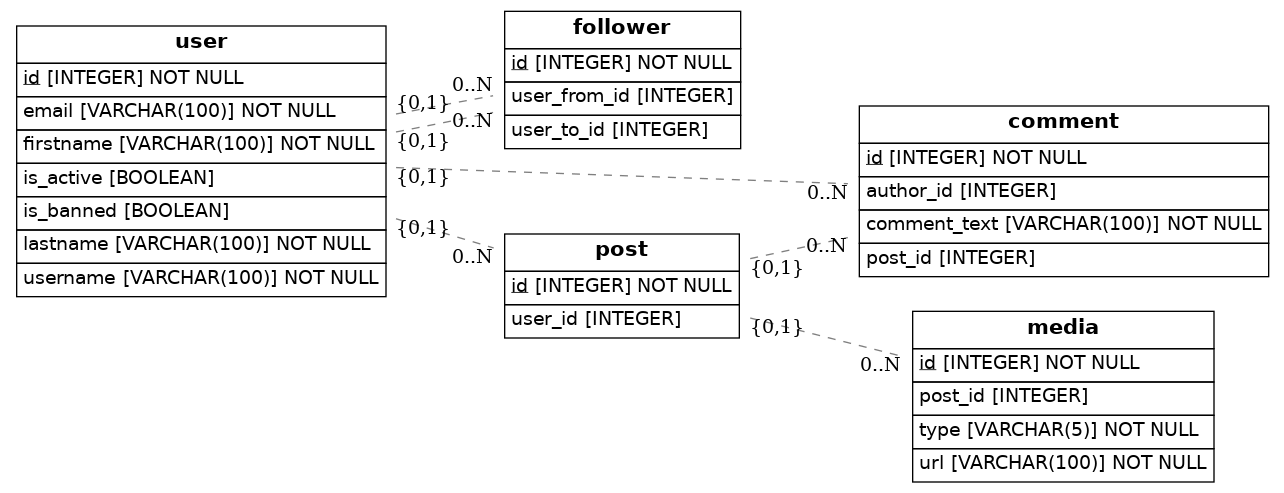 user
id [INTEGER] NOT NULL
email [VARCHAR(100)] NOT NULL
firstname [VARCHAR(100)] NOT NULL
is_active [BOOLEAN]
is_banned [BOOLEAN]
lastname [VARCHAR(100)] NOT NULL
username [VARCHAR(100)] NOT NULL
{0,1}
{0,1}
{0,1}
{0,1}
0..N
0..N
0..N
follower
id [INTEGER] NOT NULL
user_from_id [INTEGER]
user_to_id [INTEGER]
post
id [INTEGER] NOT NULL
user_id [INTEGER]
{0,1}
{0,1}
0..N
0..N
0..N
comment
id [INTEGER] NOT NULL
author_id [INTEGER]
comment_text [VARCHAR(100)] NOT NULL
post_id [INTEGER]
media
id [INTEGER] NOT NULL
post_id [INTEGER]
type [VARCHAR(5)] NOT NULL
url [VARCHAR(100)] NOT NULL